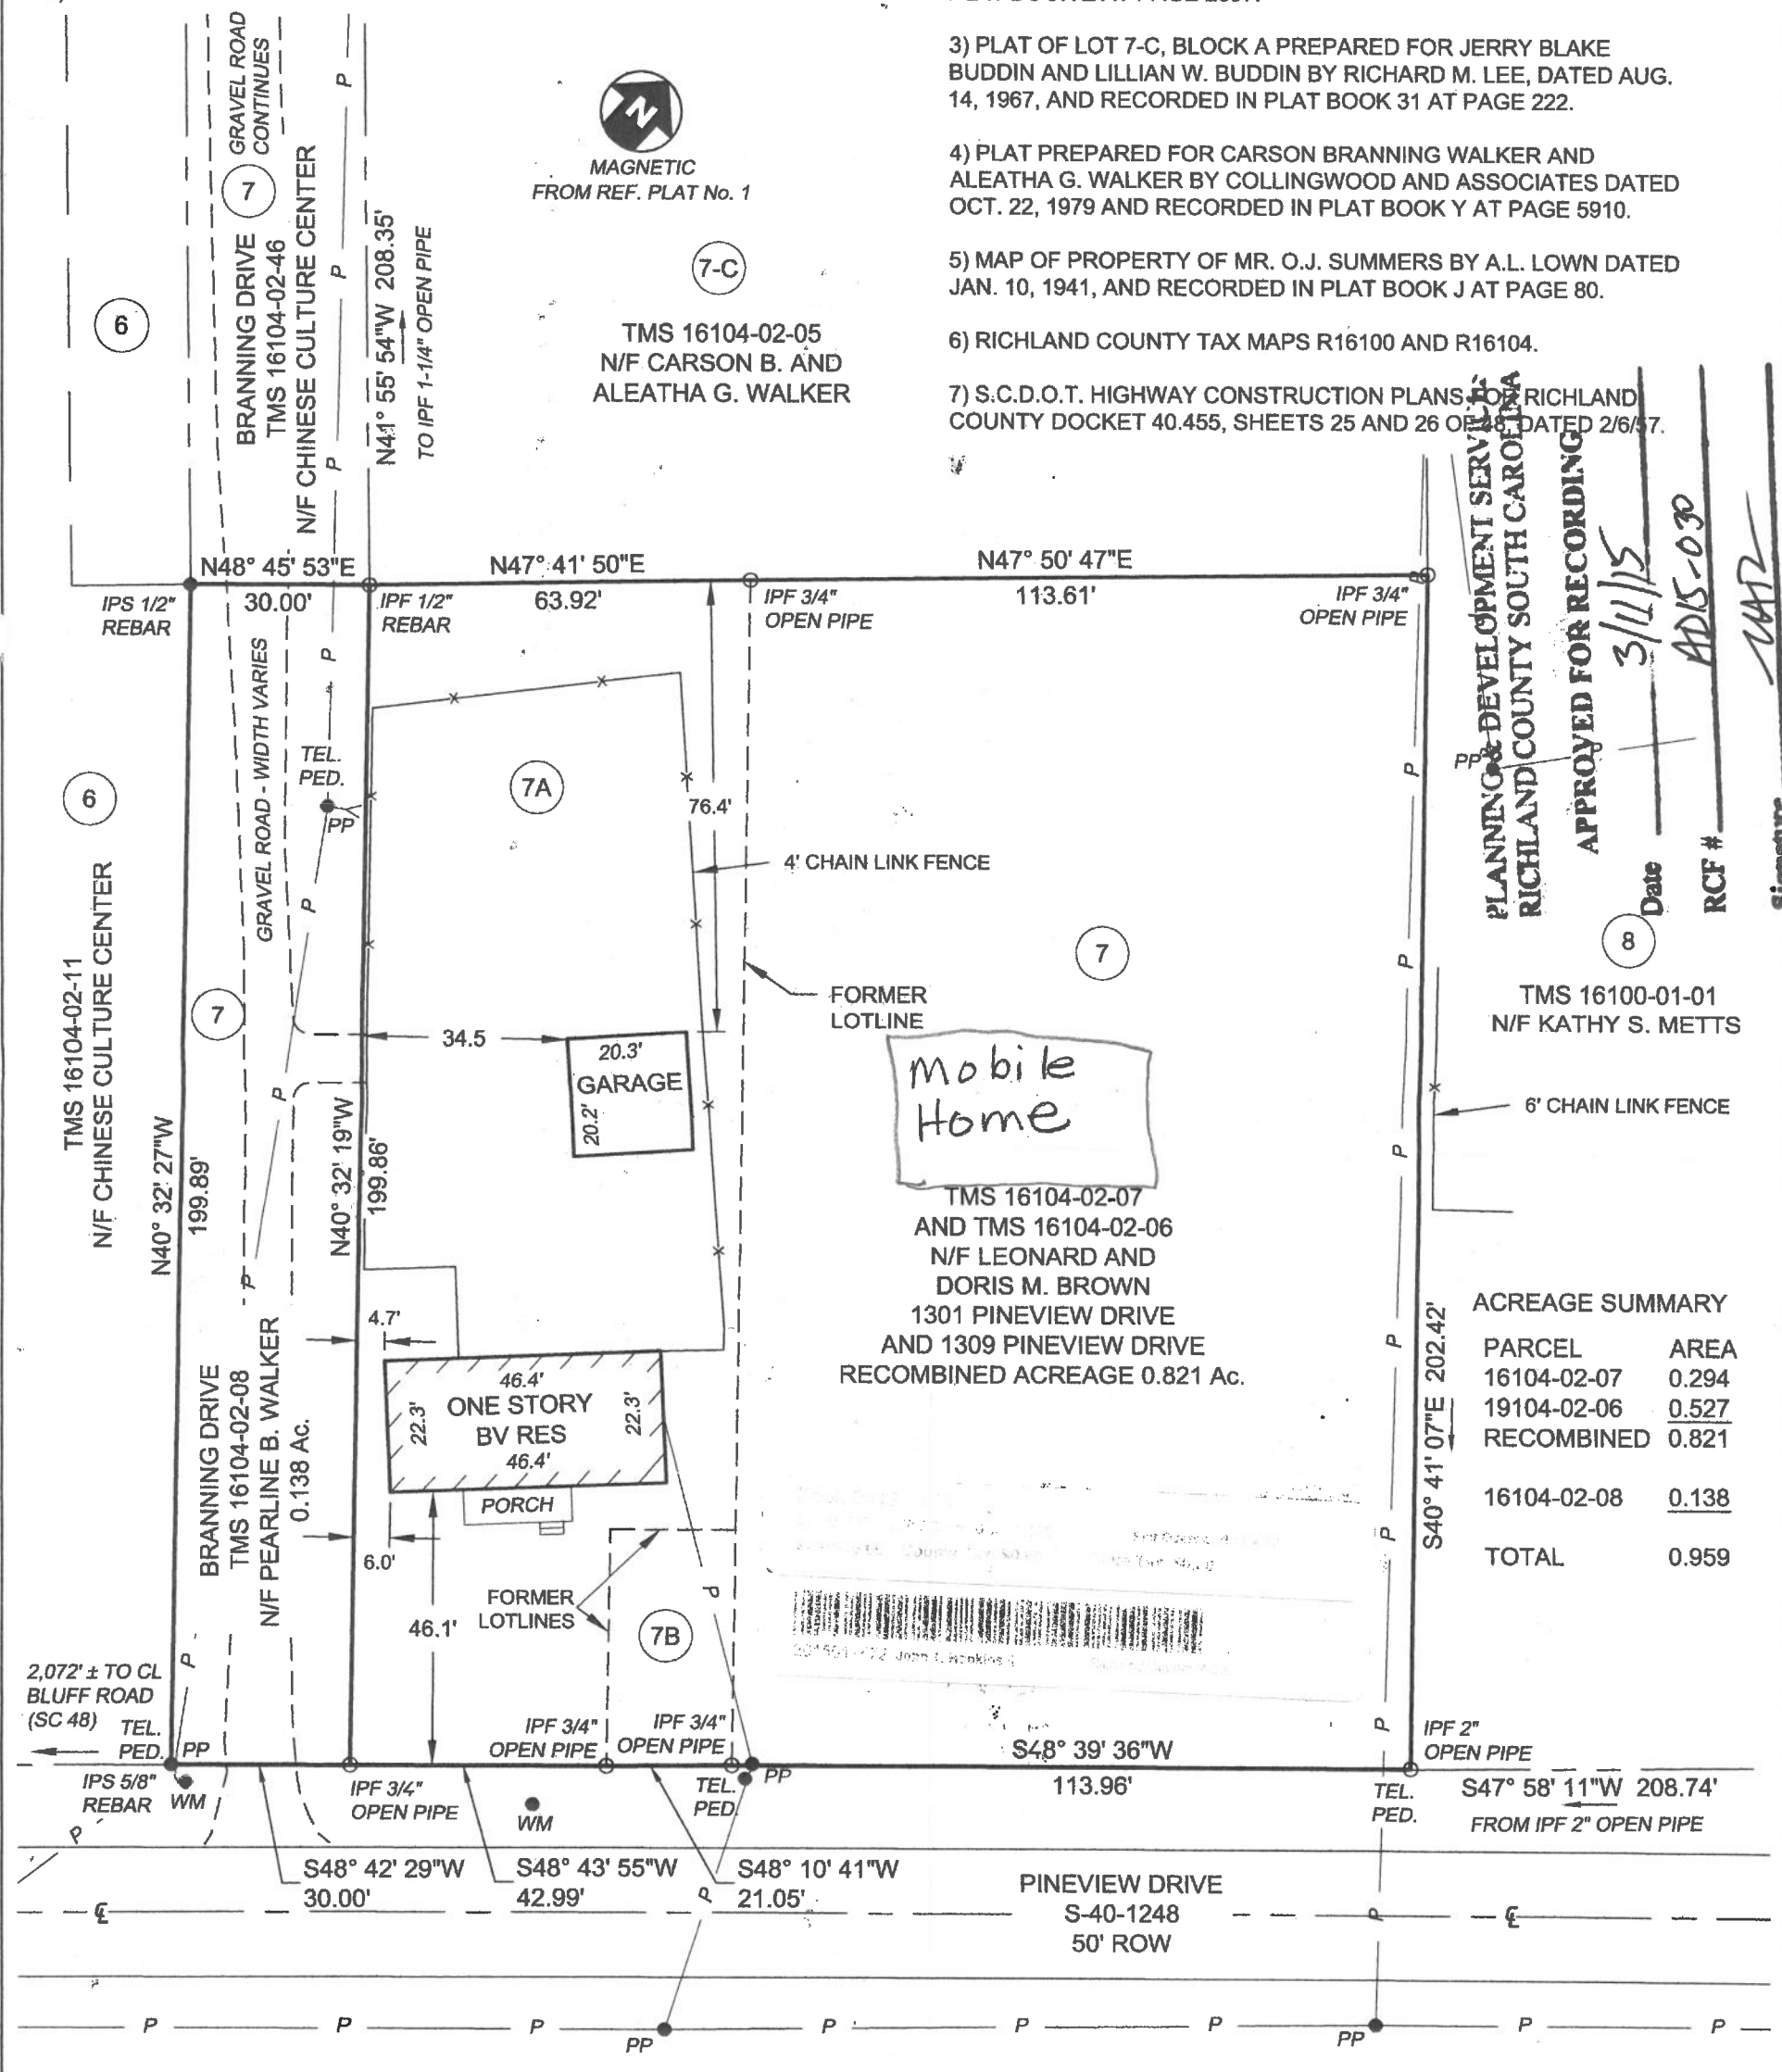 3) PLAT OF LOT 7-C, BLOCK A PREPARED FOR JERRY BLAKE
BUDDIN AND LILLIAN W. BUDDIN BY RICHARD M. LEE, DATED AUG.
14, 1967, AND RECORDED IN PLAT BOOK 31 AT PAGE 222.
4) PLAT PREPARED FOR CARSON BRANNING WALKER AND
ALEATHA G. WALKER BY COLLINGWOOD AND ASSOCIATES DATED
OCT. 22, 1979 AND RECORDED IN PLAT BOOK Y AT PAGE 5910.
5) MAP OF PROPERTY OF MR. O.J. SUMMERS BY A.L. LOWN DATED
JAN. 10, 1941, AND RECORDED IN PLAT BOOK J AT PAGE 80.
6) RICHLAND COUNTY TAX MAPS R16100 AND R16104.
7) S.C.D.O.T. HIGHWAY CONSTRUCTION PLANS FOR RICHLAND
COUNTY DOCKET 40.455, SHEETS 25 AND 26 OF 48, DATED 2/6/57.
N
MAGNETIC
FROM REF. PLAT No. 1
GRAVEL ROAD
CONTINUES
7
BRANNING DRIVE
TMS 16104-02-46
N/F CHINESE CULTURE CENTER
N41° 55' 54"W 208.35'
TO IPF 1-1/4" OPEN PIPE
6
7-C
TMS 16104-02-05
N/F CARSON B. AND
ALEATHA G. WALKER
PLANNING & DEVELOPMENT SERVICES
RICHLAND COUNTY SOUTH CAROLINA
APPROVED FOR RECORDING
Date 3/11/15
RCF # AD15-030
Signature
N48° 45' 53"E
30.00'
N47° 41' 50"E
63.92'
N47° 50' 47"E
113.61'
IPS 1/2"
REBAR
IPF 1/2"
REBAR
IPF 3/4"
OPEN PIPE
IPF 3/4"
OPEN PIPE
GRAVEL ROAD - WIDTH VARIES
TEL.
PED.
PP
7A
76.4'
PP
6
4' CHAIN LINK FENCE
TMS 16104-02-11
N/F CHINESE CULTURE CENTER
7
7
8
TMS 16100-01-01
N/F KATHY S. METTS
FORMER
LOTLINE
34.5
20.3'
GARAGE
20.2'
Mobile
Home
6' CHAIN LINK FENCE
N40° 32' 27"W
199.89'
N40° 32' 19"W
199.86'
TMS 16104-02-07
AND TMS 16104-02-06
N/F LEONARD AND
DORIS M. BROWN
1301 PINEVIEW DRIVE
AND 1309 PINEVIEW DRIVE
RECOMBINED ACREAGE 0.821 Ac.
S40° 41' 07"E 202.42'
ACREAGE SUMMARY
PARCEL AREA
16104-02-07 0.294
19104-02-06 0.527
RECOMBINED 0.821
16104-02-08 0.138
TOTAL 0.959
BRANNING DRIVE
TMS 16104-02-08
N/F PEARLINE B. WALKER
0.138 Ac.
4.7'
46.4'
22.3'
ONE STORY
BV RES
22.3'
46.4'
PORCH
6.0'
46.1'
FORMER
LOTLINES
7B
2,072' ± TO CL
BLUFF ROAD
(SC 48)
TEL.
PED.
PP
IPS 5/8"
REBAR
WM
IPF 3/4"
OPEN PIPE
IPF 3/4"
OPEN PIPE
IPF 3/4"
OPEN PIPE
WM
TEL.
PED.
PP
S48° 39' 36"W
113.96'
IPF 2"
OPEN PIPE
TEL.
PED.
S47° 58' 11"W 208.74'
FROM IPF 2" OPEN PIPE
S48° 42' 29"W
30.00'
S48° 43' 55"W
42.99'
S48° 10' 41"W
21.05'
PINEVIEW DRIVE
S-40-1248
50' ROW
P P P PP P P P PP P P